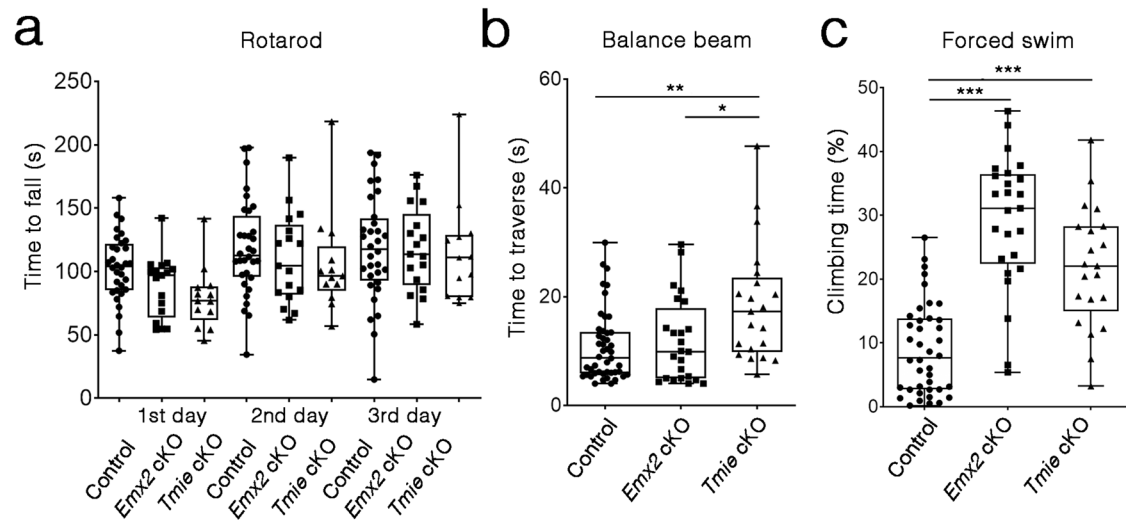 a
Rotarod
Time to fall (s)
250
200
150
100
50
0
1st day
2nd day
3rd day
Control
Emx2 cKO
Tmie cKO
Control
Emx2 cKO
Tmie cKO
Control
Emx2 cKO
Tmie cKO
b
Balance beam
Time to traverse (s)
60
40
20
0
**
*
Control
Emx2 cKO
Tmie cKO
c
Forced swim
Climbing time (%)
50
40
30
20
10
0
***
***
Control
Emx2 cKO
Tmie cKO